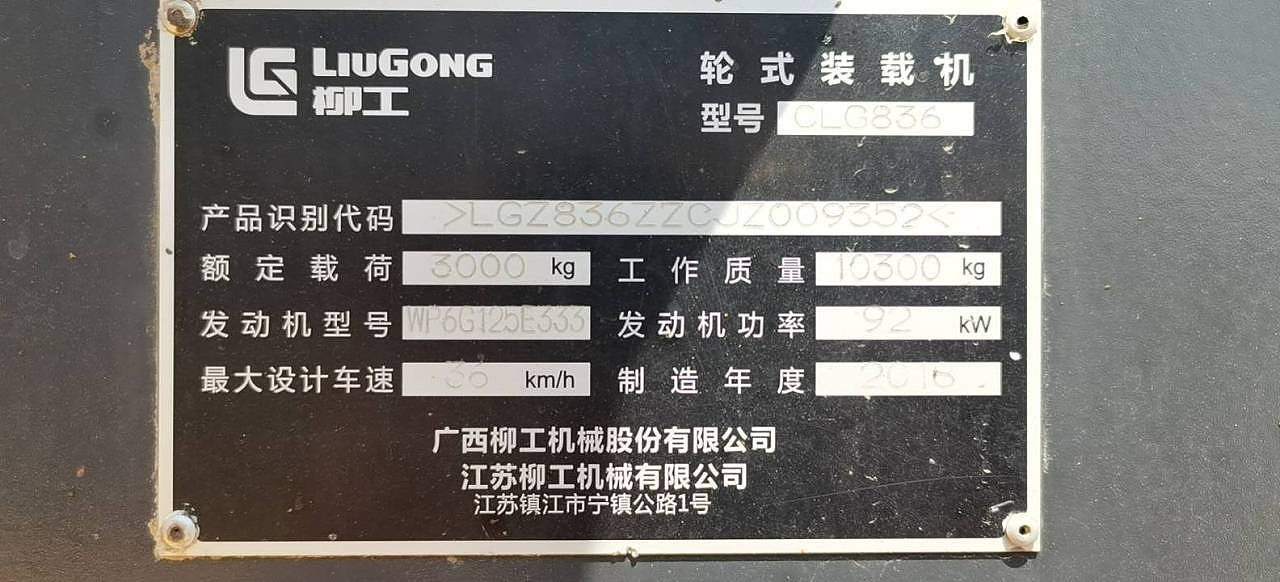 LG LIUGONG 轮式装载机
柳工 型号 CLG836
产品识别代码 >LGZ836ZZCJZ009352<
额定载荷 3000 kg 工作质量 10300 kg
发动机型号 WP6G125E333 发动机功率 92 kW
最大设计车速 36 km/h 制造年度 2018
广西柳工机械股份有限公司
江苏柳工机械有限公司
江苏镇江市宁镇公路1号